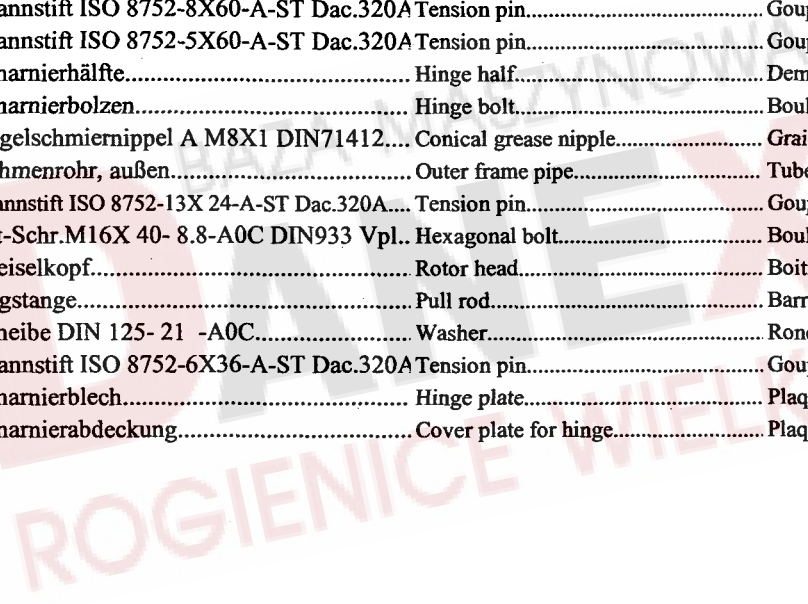 annstift ISO 8752-8X60-A-ST Dac.320A Tension pin.......... Goup
annstift ISO 8752-5X60-A-ST Dac.320A Tension pin.......... Goup
harnierhälfte.......... Hinge half.......... Dem
harnierbolzen.......... Hinge bolt.......... Boul
gelschmiernippel A M8X1 DIN71412.... Conical grease nipple.......... Grai
hmenrohr, außen.......... Outer frame pipe.......... Tube
annstift ISO 8752-13X 24-A-ST Dac.320A.... Tension pin.......... Goup
t-Schr.M16X 40- 8.8-A0C DIN933 Vpl.. Hexagonal bolt.......... Boul
eiselkopf.......... Rotor head.......... Boit
gstange.......... Pull rod.......... Barr
heibe DIN 125- 21 -A0C.......... Washer.......... Rond
annstift ISO 8752-6X36-A-ST Dac.320A Tension pin.......... Goup
harnierblech.......... Hinge plate.......... Plaq
harnierabdeckung.......... Cover plate for hinge.......... Plaq
BAZA MASZYNOWA
DANEX
ROGIENICE WIELK